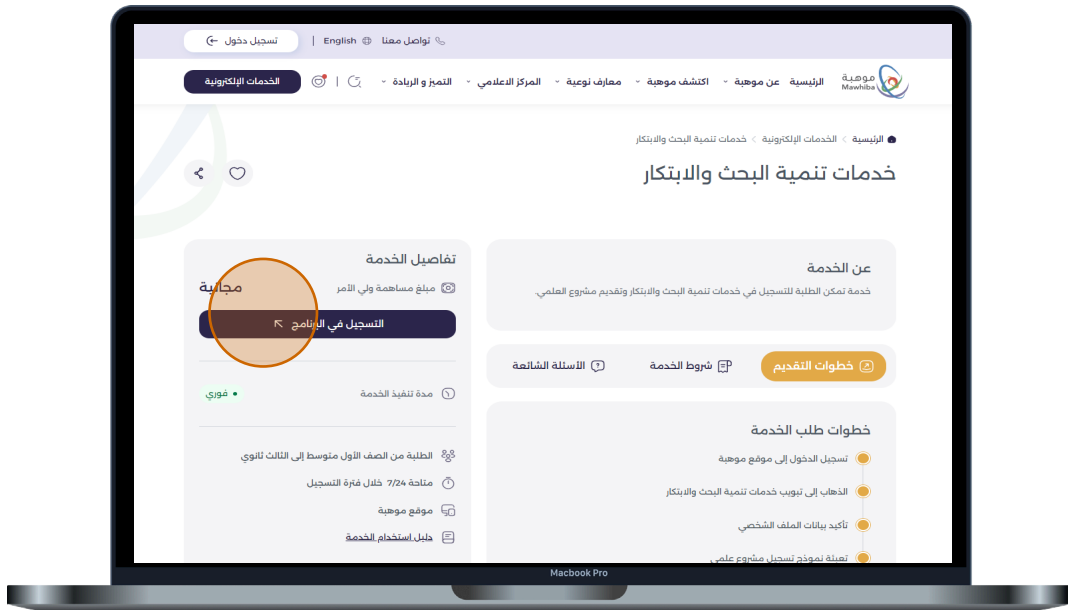 تواصل معنا
English
تسجيل دخول
موهبة
Mawhiba
الرئيسية
عن موهبة
اكتشف موهبة
معارف نوعية
المركز الاعلامي
التميز و الريادة
الخدمات الإلكترونية
الرئيسية > الخدمات الإلكترونية > خدمات تنمية البحث والابتكار
خدمات تنمية البحث والابتكار
عن الخدمة
خدمة تمكن الطلبة للتسجيل في خدمات تنمية البحث والابتكار وتقديم مشروع العلمي.
خطوات التقديم
شروط الخدمة
الأسئلة الشائعة
خطوات طلب الخدمة
تسجيل الدخول إلى موقع موهبة
الذهاب إلى تبويب خدمات تنمية البحث والابتكار
تأكيد بيانات الملف الشخصي
تعبئة نموذج تسجيل مشروع علمي
تفاصيل الخدمة
مبلغ مساهمة ولي الأمر
مجانية
التسجيل في البرنامج
مدة تنفيذ الخدمة
فوري
الطلبة من الصف الأول متوسط إلى الثالث ثانوي
متاحة 7/24 خلال فترة التسجيل
موقع موهبة
دليل استخدام الخدمة
Macbook Pro